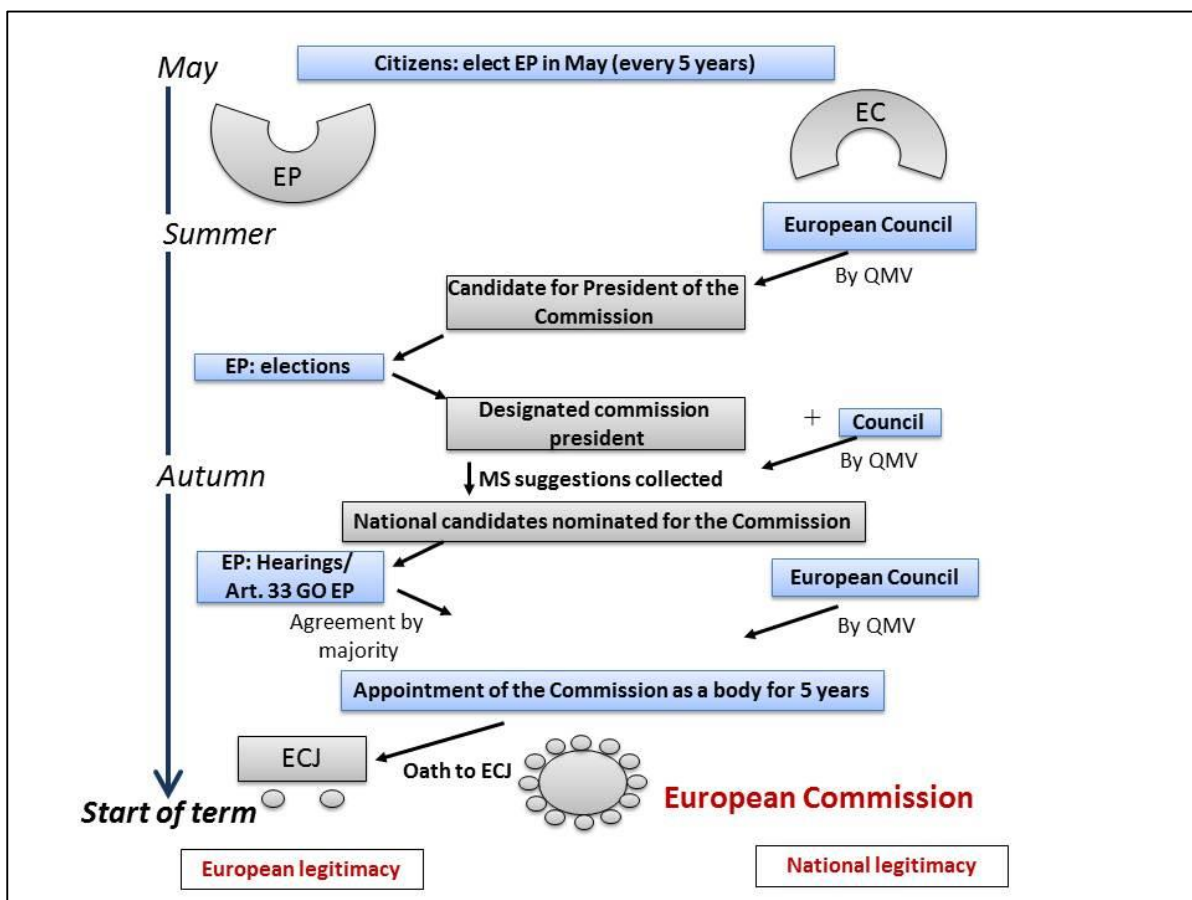 May
Citizens: elect EP in May (every 5 years)
EP
EC
Summer
European Council
By QMV
Candidate for President of the
Commission
EP: elections
Designated commission
president
+
Council
By QMV
Autumn
MS suggestions collected
National candidates nominated for the Commission
EP: Hearings/
Art. 33 GO EP
European Council
Agreement by
majority
By QMV
Appointment of the Commission as a body for 5 years
ECJ
Oath to ECJ
European Commission
Start of term
European legitimacy
National legitimacy